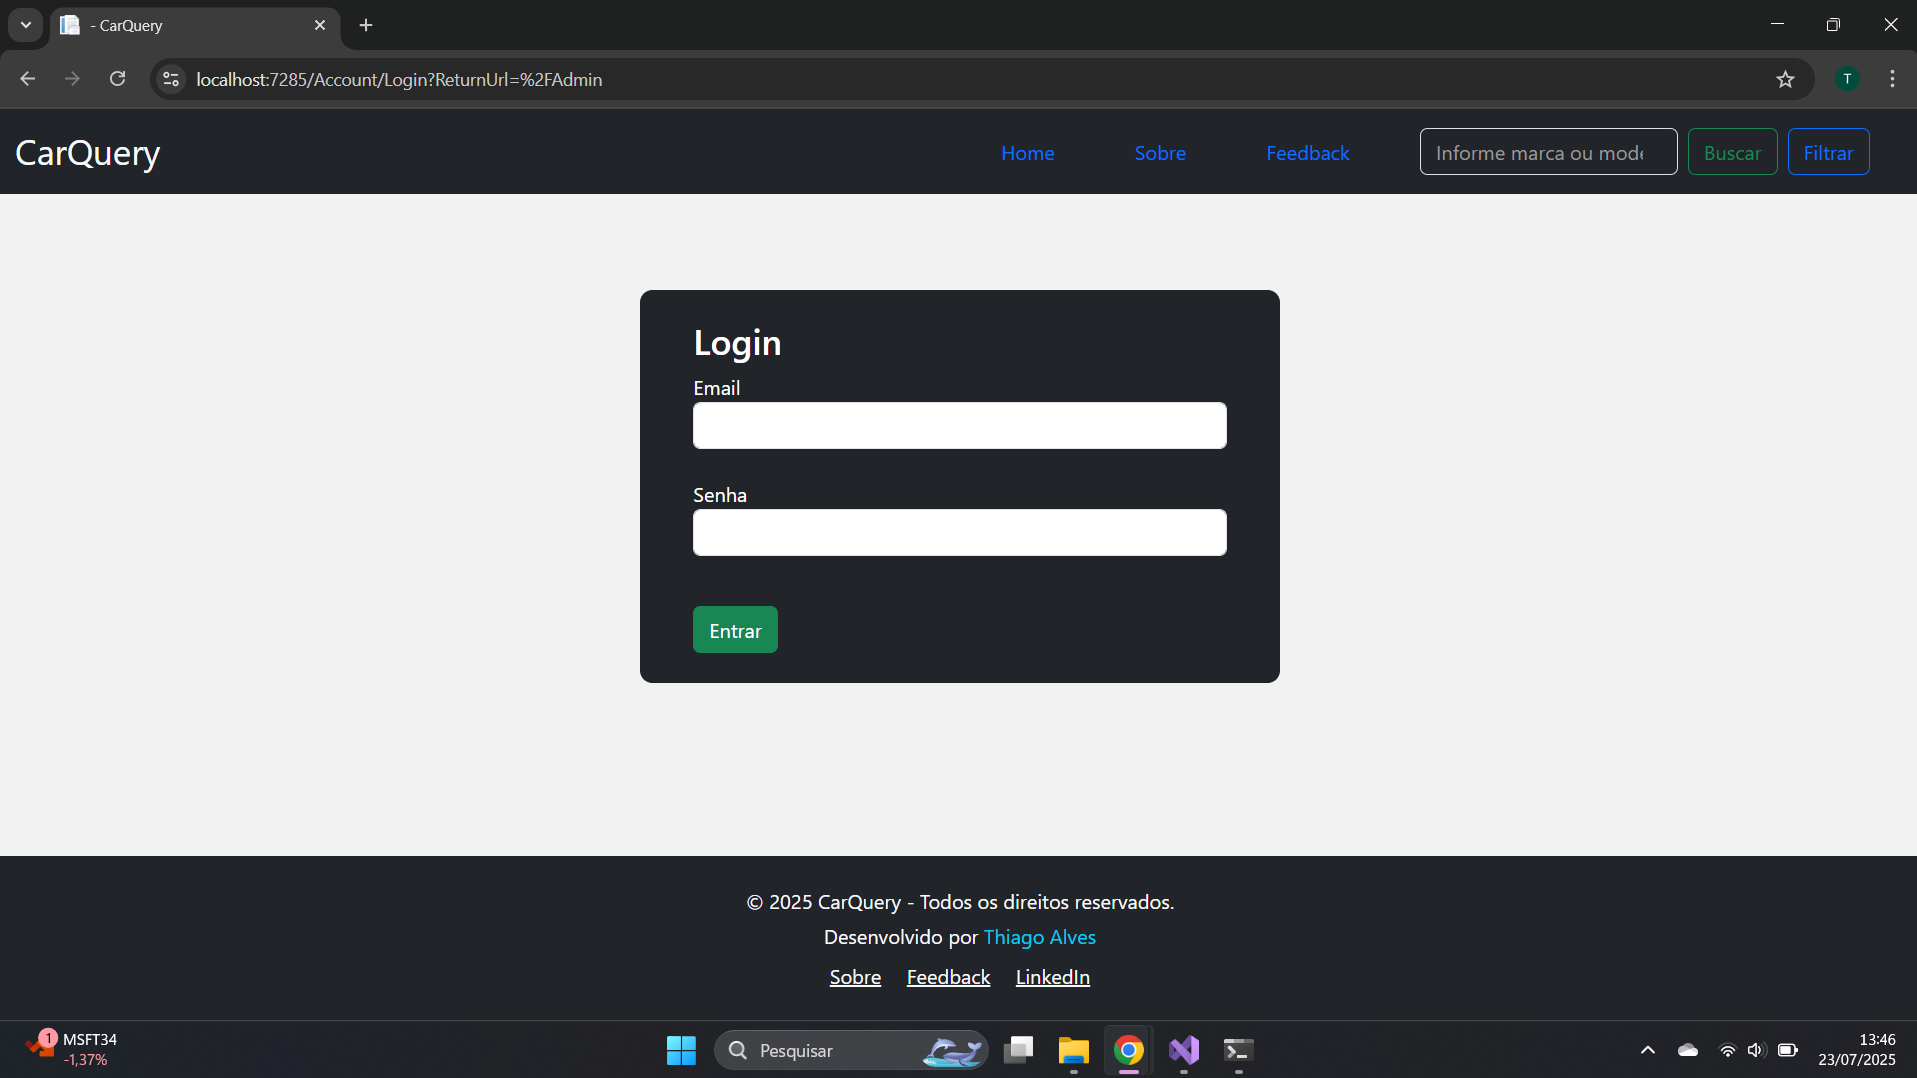 - CarQuery
localhost:7285/Account/Login?ReturnUrl=%2FAdmin
T
CarQuery
Home
Sobre
Feedback
Informe marca ou mode
Buscar
Filtrar
Login
Email
Senha
Entrar
© 2025 CarQuery - Todos os direitos reservados.
Desenvolvido por Thiago Alves
Sobre Feedback LinkedIn
1
MSFT34
-1,37%
Pesquisar
13:46
23/07/2025